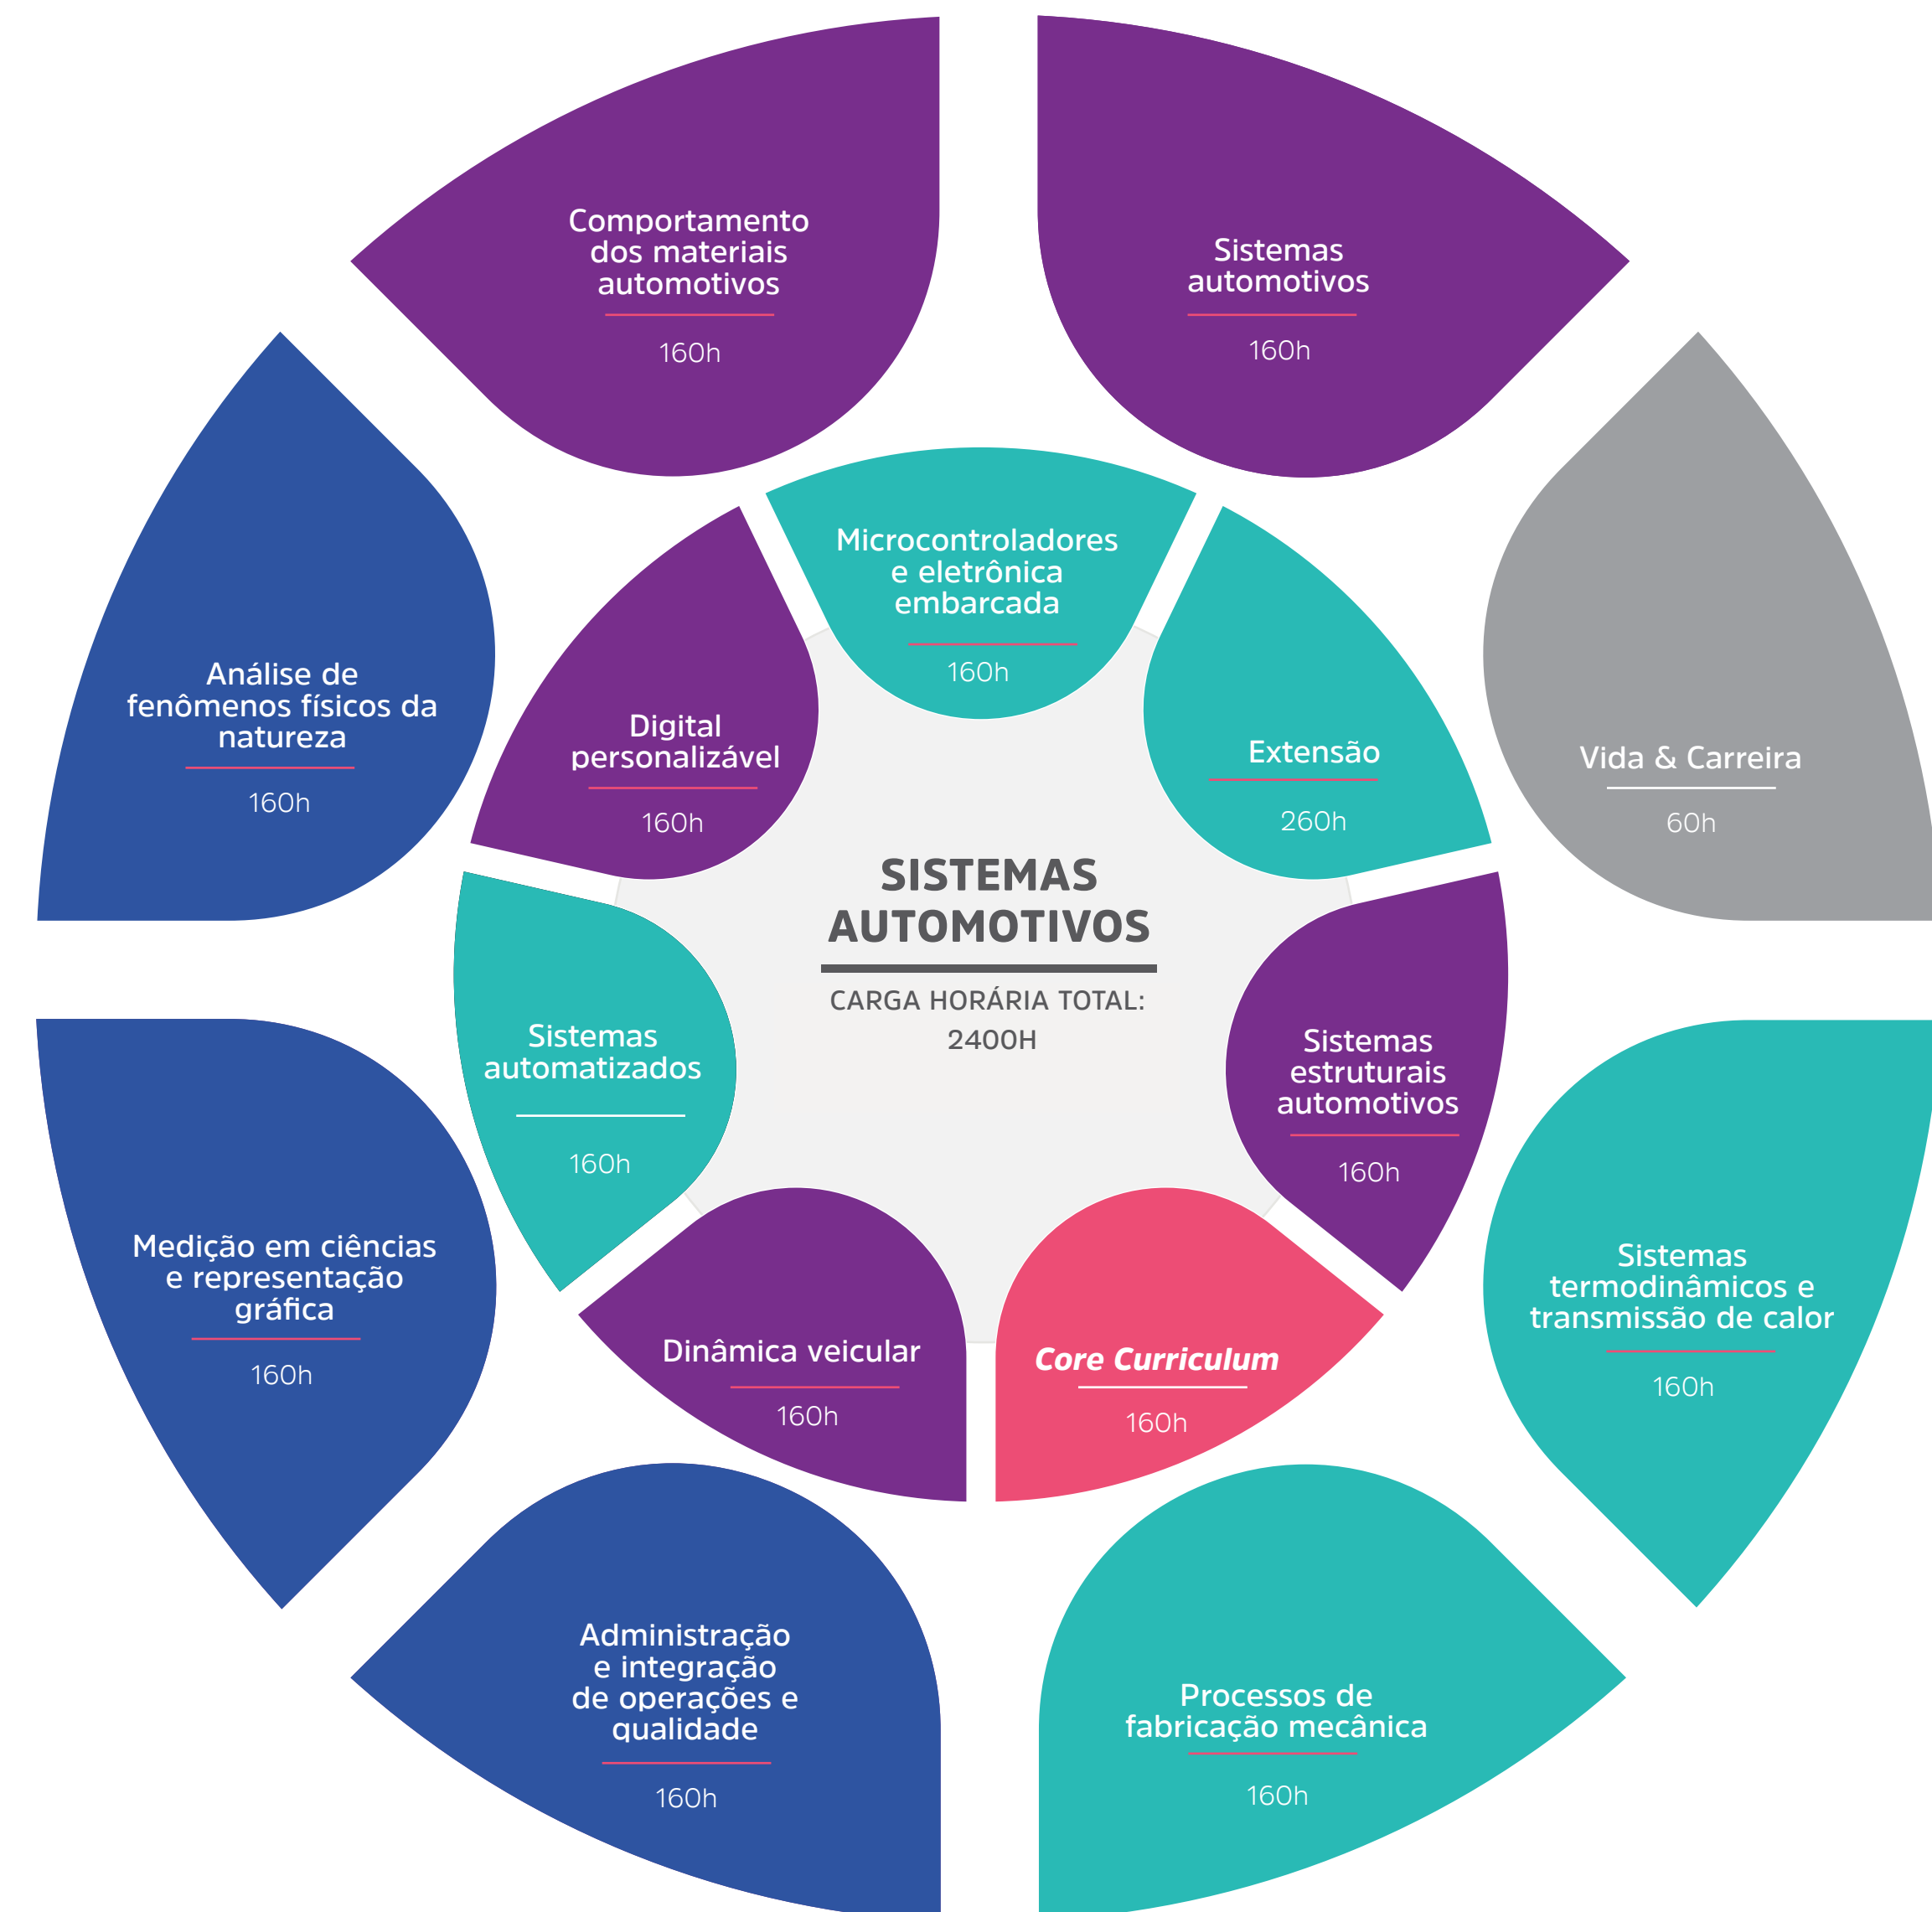 Comportamento
dos materiais
automotivos
160h
Sistemas
automotivos
160h
Microcontroladores
e eletrônica
embarcada
160h
Análise de
fenômenos físicos da
natureza
160h
Digital
personalizável
160h
Extensão
260h
Vida & Carreira
60h
SISTEMAS
AUTOMOTIVOS
CARGA HORÁRIA TOTAL:
2400H
Sistemas
automatizados
160h
Sistemas
estruturais
automotivos
160h
Medição em ciências
e representação
gráfica
160h
Sistemas
termodinâmicos e
transmissão de calor
160h
Dinâmica veicular
160h
Core Curriculum
160h
Administração
e integração
de operações e
qualidade
160h
Processos de
fabricação mecânica
160h